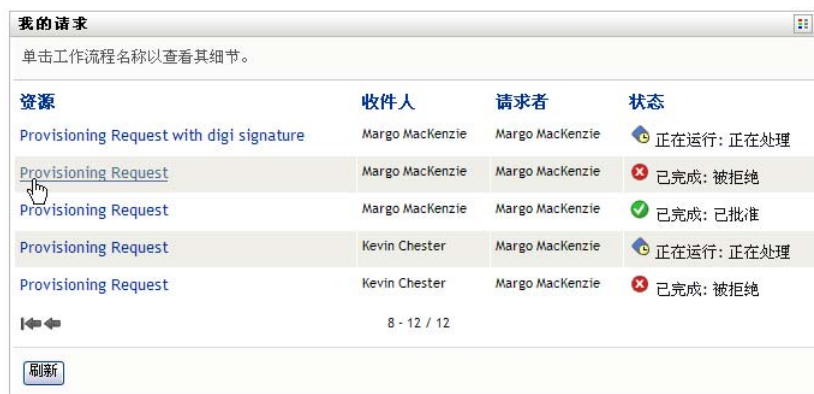 我的请求
单击工作流程名称以查看其细节。
资源 收件人 请求者 状态
Provisioning Request with digi signature Margo MacKenzie Margo MacKenzie 正在运行: 正在处理
Provisioning Request Margo MacKenzie Margo MacKenzie 已完成: 被拒绝
Provisioning Request Margo MacKenzie Margo MacKenzie 已完成: 已批准
Provisioning Request Kevin Chester Margo MacKenzie 正在运行: 正在处理
Provisioning Request Kevin Chester Margo MacKenzie 已完成: 被拒绝
8 - 12 / 12
刷新